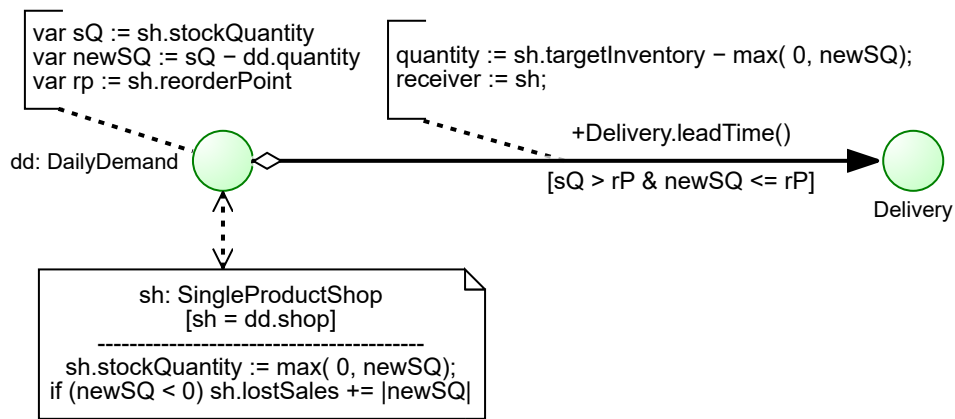 var sQ := sh.stockQuantity
var newSQ := sQ − dd.quantity
var rp := sh.reorderPoint
quantity := sh.targetInventory − max( 0, newSQ);
receiver := sh;
+Delivery.leadTime()
dd: DailyDemand
[sQ > rP & newSQ <= rP]
Delivery
sh: SingleProductShop
[sh = dd.shop]
-----------------------------------------
sh.stockQuantity := max( 0, newSQ);
if (newSQ < 0) sh.lostSales += |newSQ|